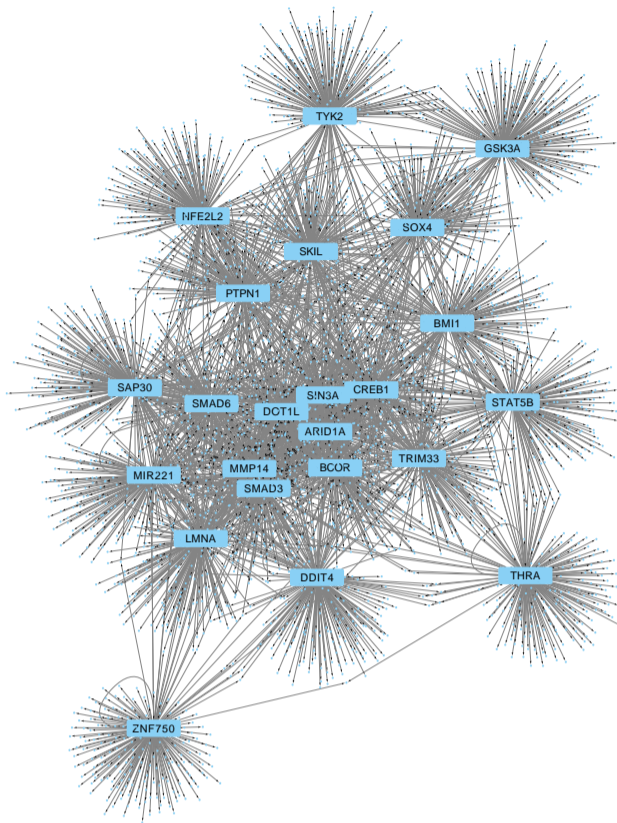 TYK2
GSK3A
NFE2L2
SOX4
SKIL
PTPN1
BMI1
SAP30
CREB1
SIN3A
STAT5B
SMAD6
DOT1L
ARID1A
TRIM33
MMP14
BCOR
MIR221
SMAD3
LMNA
DDIT4
THRA
ZNF750